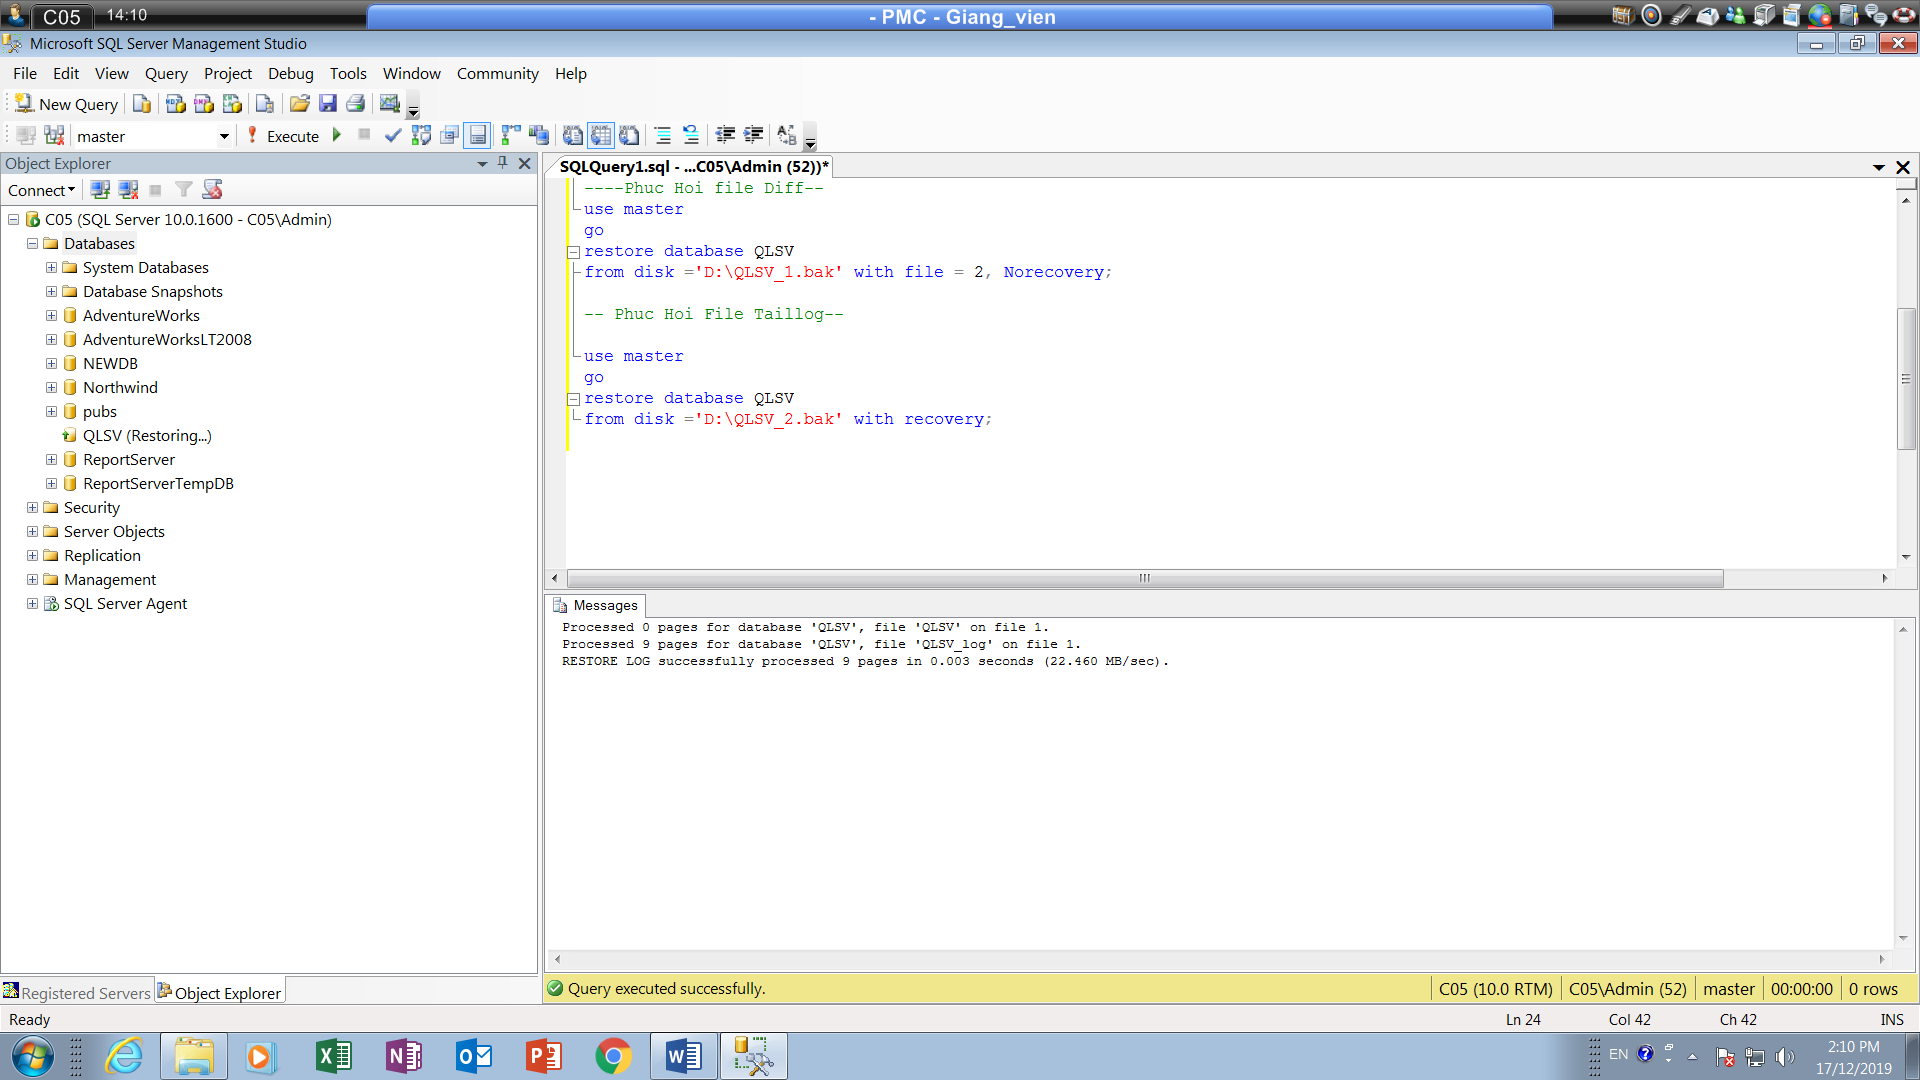 C05
14:10
- PMC - Giang_vien
Microsoft SQL Server Management Studio
File Edit View Query Project Debug Tools Window Community Help
New Query
master
Execute
Object Explorer
Connect
C05 (SQL Server 10.0.1600 - C05\Admin)
Databases
System Databases
Database Snapshots
AdventureWorks
AdventureWorksLT2008
NEWDB
Northwind
pubs
QLSV (Restoring...)
ReportServer
ReportServerTempDB
Security
Server Objects
Replication
Management
SQL Server Agent
Registered Servers
Object Explorer
SQLQuery1.sql - ...C05\Admin (52))*
----Phuc Hoi file Diff--
use master
go
restore database QLSV
from disk ='D:\QLSV_1.bak' with file = 2, Norecovery;
-- Phuc Hoi File Taillog--
use master
go
restore database QLSV
from disk ='D:\QLSV_2.bak' with recovery;
Messages
Processed 0 pages for database 'QLSV', file 'QLSV' on file 1.
Processed 9 pages for database 'QLSV', file 'QLSV_log' on file 1.
RESTORE LOG successfully processed 9 pages in 0.003 seconds (22.460 MB/sec).
Query executed successfully.
C05 (10.0 RTM)
C05\Admin (52)
master
00:00:00
0 rows
Ready
Ln 24
Col 42
Ch 42
INS
EN
2:10 PM
17/12/2019